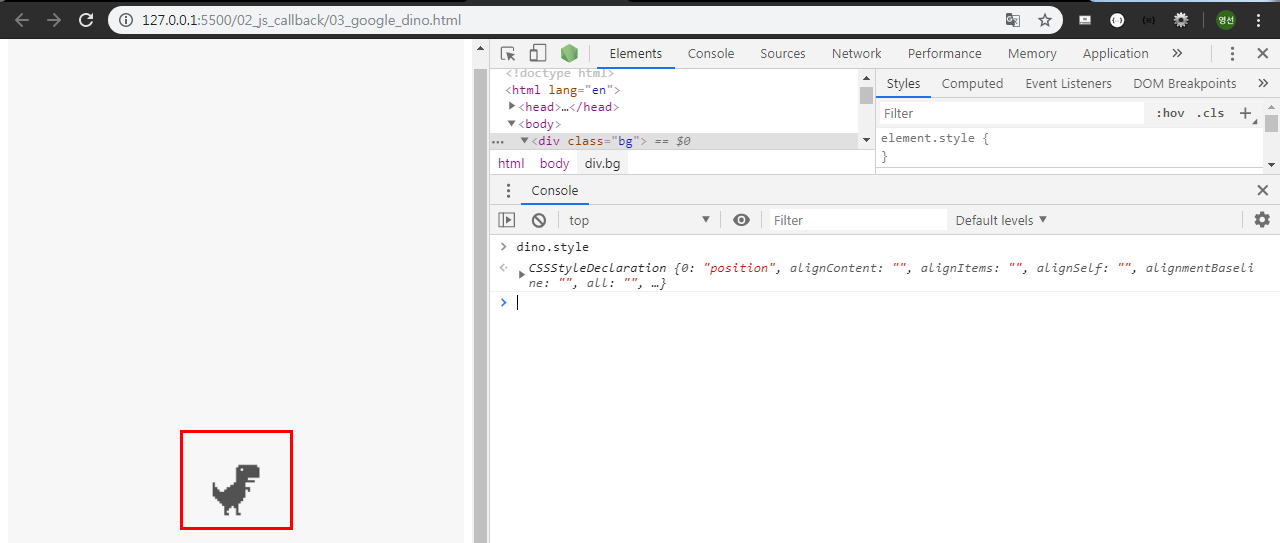 127.0.0.1:5500/02_js_callback/03_google_dino.html
영선
Elements Console Sources Network Performance Memory Application »
<!doctype html>
<html lang="en">
<head>…</head>
<body>
<div class="bg"> == $0
html body div.bg
Styles Computed Event Listeners DOM Breakpoints »
Filter :hov .cls +
element.style {
}
Console
top Filter Default levels
> dino.style
CSSStyleDeclaration {0: "position", alignContent: "", alignItems: "", alignSelf: "", alignmentBaseli
ne: "", all: "", …}
>